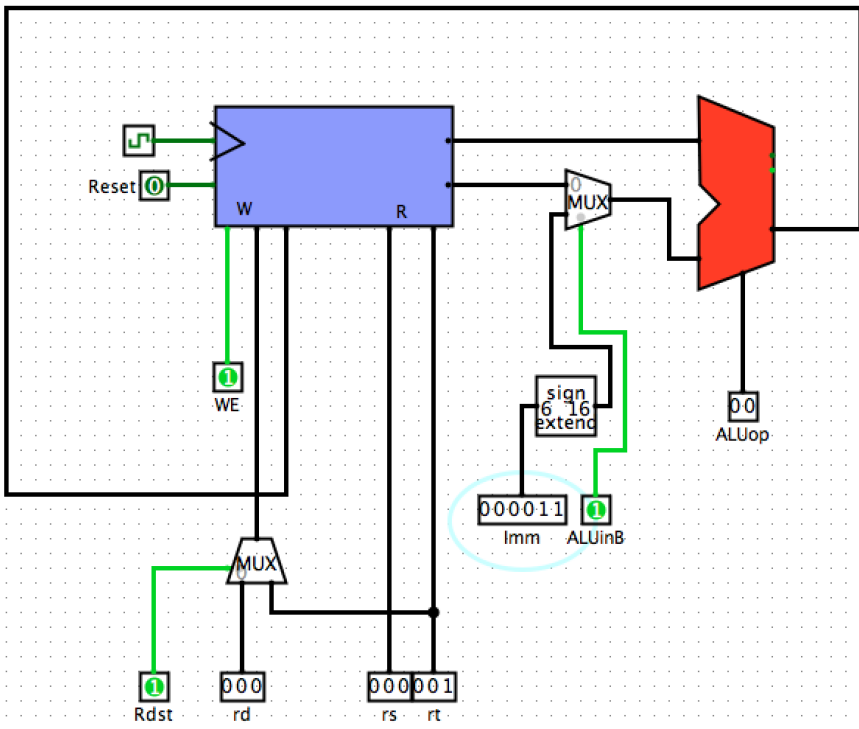 Reset 0
W R
0
MUX
1
WE
sign
6 16
extend
00
ALUop
000011 1
Imm ALUinB
MUX
0
1 000 000 001
Rdst rd rs rt